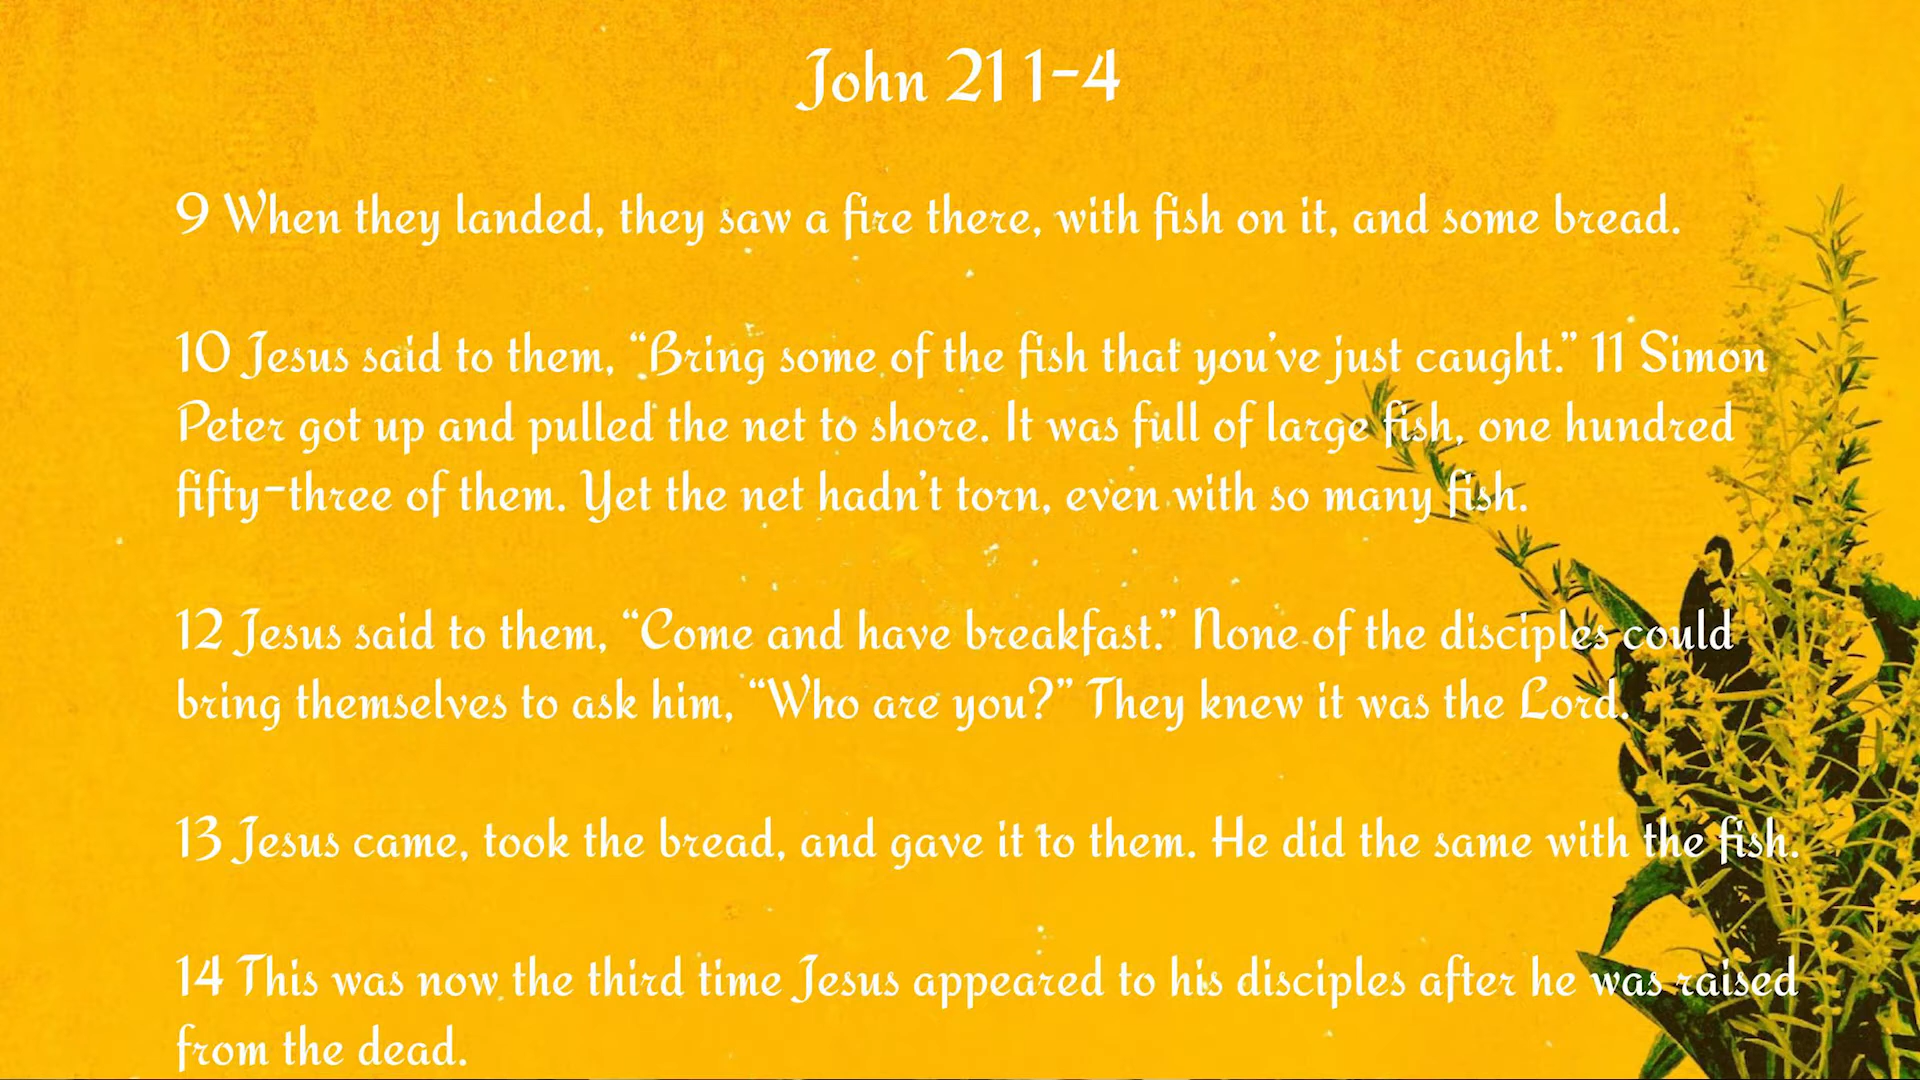 John 21 1-4
9 When they landed, they saw a fire there, with fish on it, and some bread.
10 Jesus said to them, “Bring some of the fish that you’ve just caught.” 11 Simon
Peter got up and pulled the net to shore. It was full of large fish, one hundred
fifty-three of them. Yet the net hadn’t torn, even with so many fish.
12 Jesus said to them, “Come and have breakfast.” None of the disciples could
bring themselves to ask him, “Who are you?” They knew it was the Lord.
13 Jesus came, took the bread, and gave it to them. He did the same with the fish.
14 This was now the third time Jesus appeared to his disciples after he was raised
from the dead.